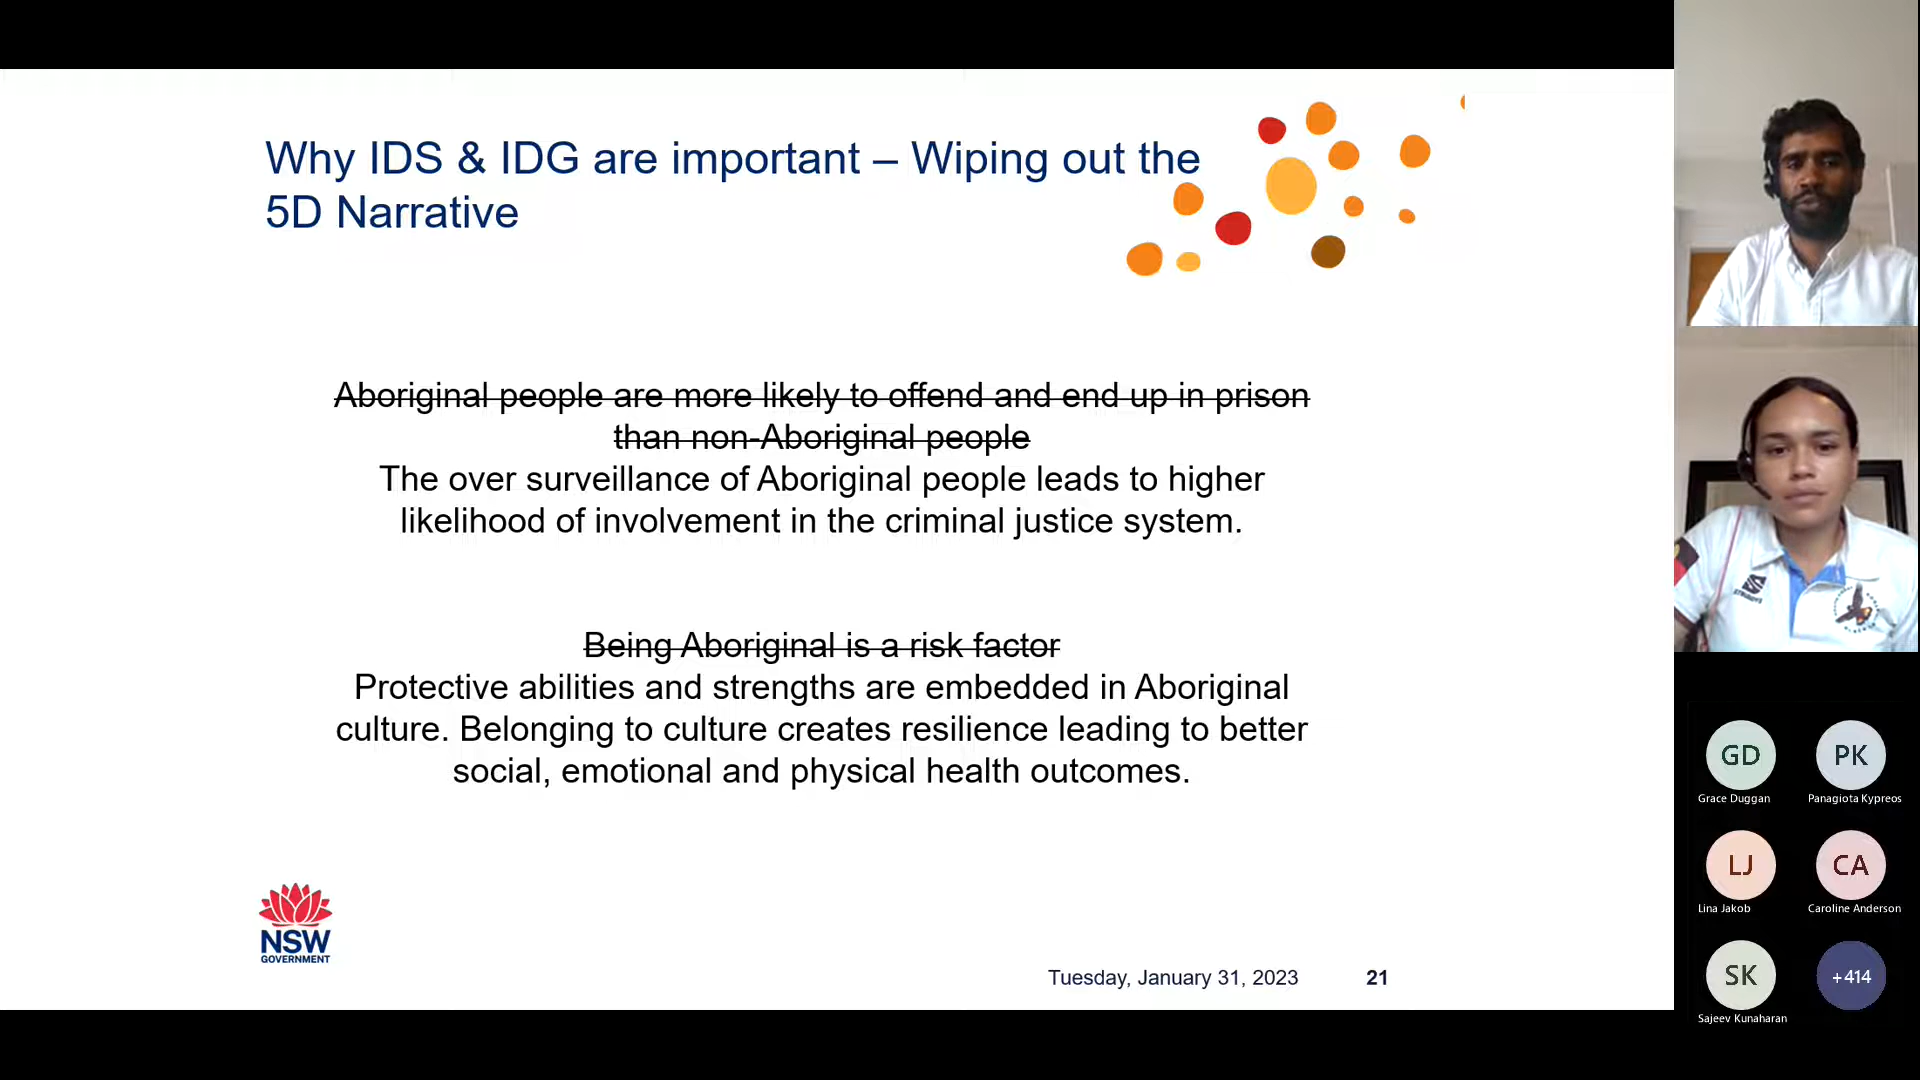 Why IDS & IDG are important – Wiping out the
5D Narrative
Aboriginal people are more likely to offend and end up in prison
than non-Aboriginal people
The over surveillance of Aboriginal people leads to higher
likelihood of involvement in the criminal justice system.
Being Aboriginal is a risk factor
Protective abilities and strengths are embedded in Aboriginal
culture. Belonging to culture creates resilience leading to better
social, emotional and physical health outcomes.
NSW
GOVERNMENT
Tuesday, January 31, 2023
21
GD
PK
Grace Duggan
Panagiota Kypreos
LJ
CA
Lina Jakob
Caroline Anderson
SK
+414
Sajeev Kunaharan